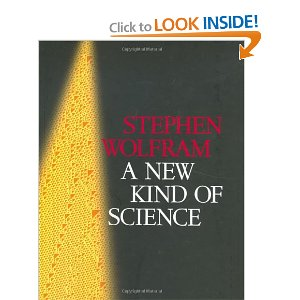 Click to
LOOK INSIDE!
STEPHEN
WOLFRAM
A NEW
KIND OF
SCIENCE